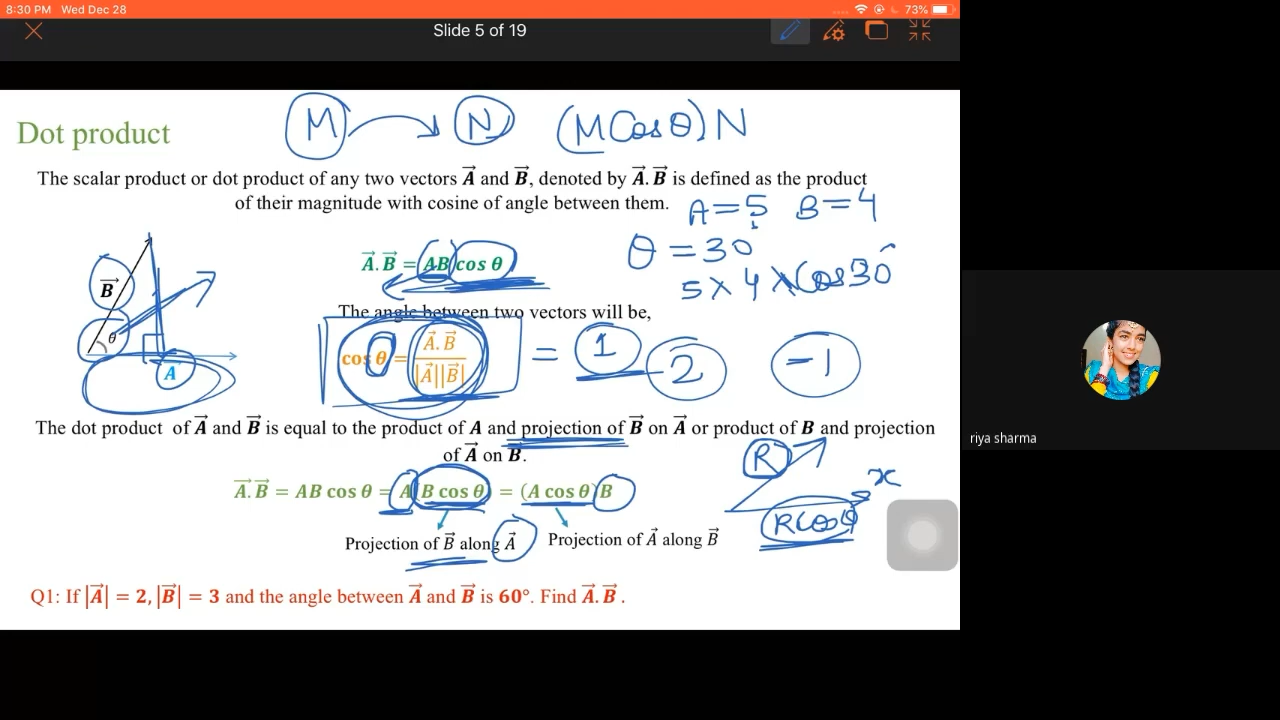 8:30 PM Wed Dec 28 73%
Slide 5 of 19
M N (M Cos θ) N
Dot product
The scalar product or dot product of any two vectors A⃗ and B⃗, denoted by A⃗.B⃗ is defined as the product
of their magnitude with cosine of angle between them.
A = 5 B = 4
θ = 30
5 × 4 × Cos 30°
A⃗.B⃗ = AB cos θ
B⃗
θ
A⃗
The angle between two vectors will be,
cos θ = A⃗.B⃗ / |A⃗||B⃗| = 1 2 -1
The dot product of A⃗ and B⃗ is equal to the product of A and projection of B⃗ on A⃗ or product of B and projection
of A⃗ on B⃗.
R x
R Cos θ
A⃗.B⃗ = AB cos θ = A(B cos θ) = (A cos θ)B
Projection of B⃗ along A⃗ Projection of A⃗ along B⃗
Q1: If |A⃗| = 2, |B⃗| = 3 and the angle between A⃗ and B⃗ is 60°. Find A⃗.B⃗ .
riya sharma